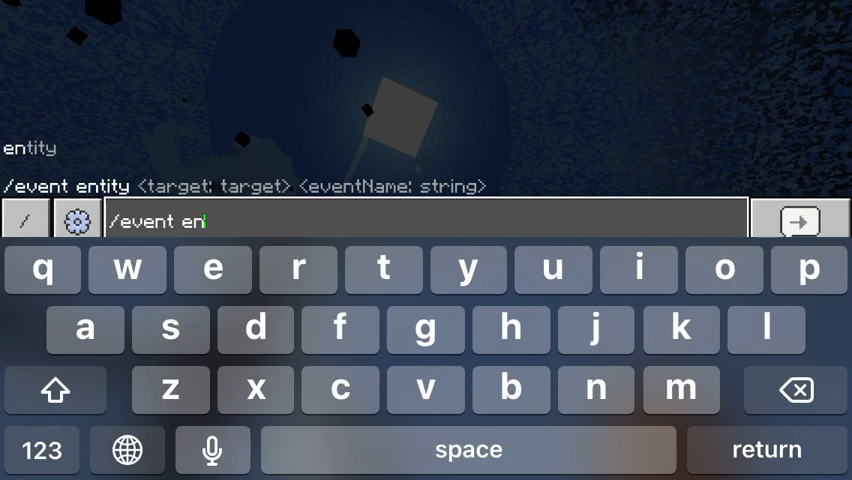 entity
/event entity <target: target> <eventName: string>
/
/event en
q w e r t y u i o p
a s d f g h j k l
z x c v b n m
123 space return